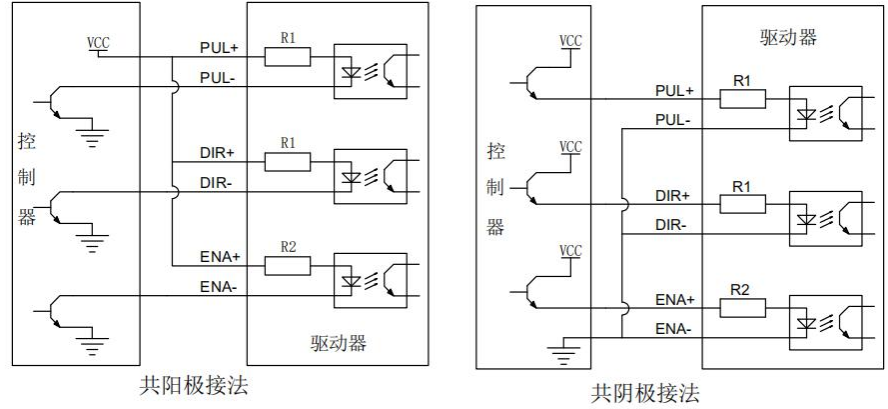 VCC
PUL+
R1
PUL-
控制器
DIR+
R1
DIR-
ENA+
R2
ENA-
驱动器
共阳极接法
驱动器
VCC
PUL+
R1
PUL-
控制器
VCC
DIR+
R1
DIR-
VCC
ENA+
R2
ENA-
共阴极接法